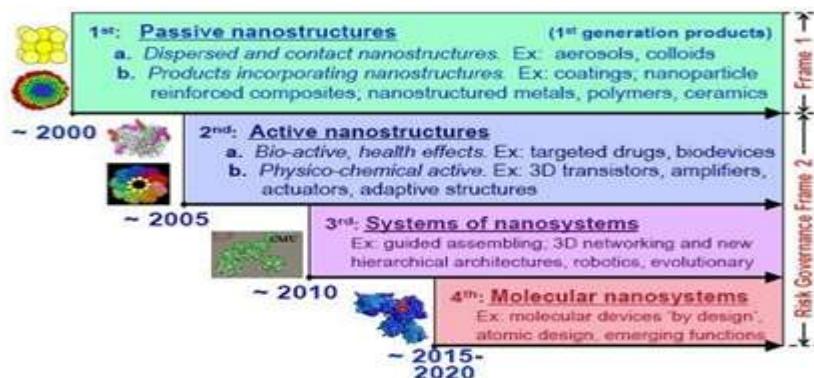 1st: Passive nanostructures (1st generation products)
a. Dispersed and contact nanostructures. Ex: aerosols, colloids
b. Products incorporating nanostructures. Ex: coatings; nanoparticle
reinforced composites; nanostructured metals, polymers, ceramics
~ 2000
2nd: Active nanostructures
a. Bio-active, health effects. Ex: targeted drugs, biodevices
b. Physico-chemical active. Ex: 3D transistors, amplifiers,
actuators, adaptive structures
~ 2005
CMU
3rd: Systems of nanosystems
Ex: guided assembling; 3D networking and new
hierarchical architectures, robotics, evolutionary
~ 2010
4th: Molecular nanosystems
Ex: molecular devices 'by design',
atomic design, emerging functions
~ 2015-
2020
Frame 1
Risk Governance Frame 2